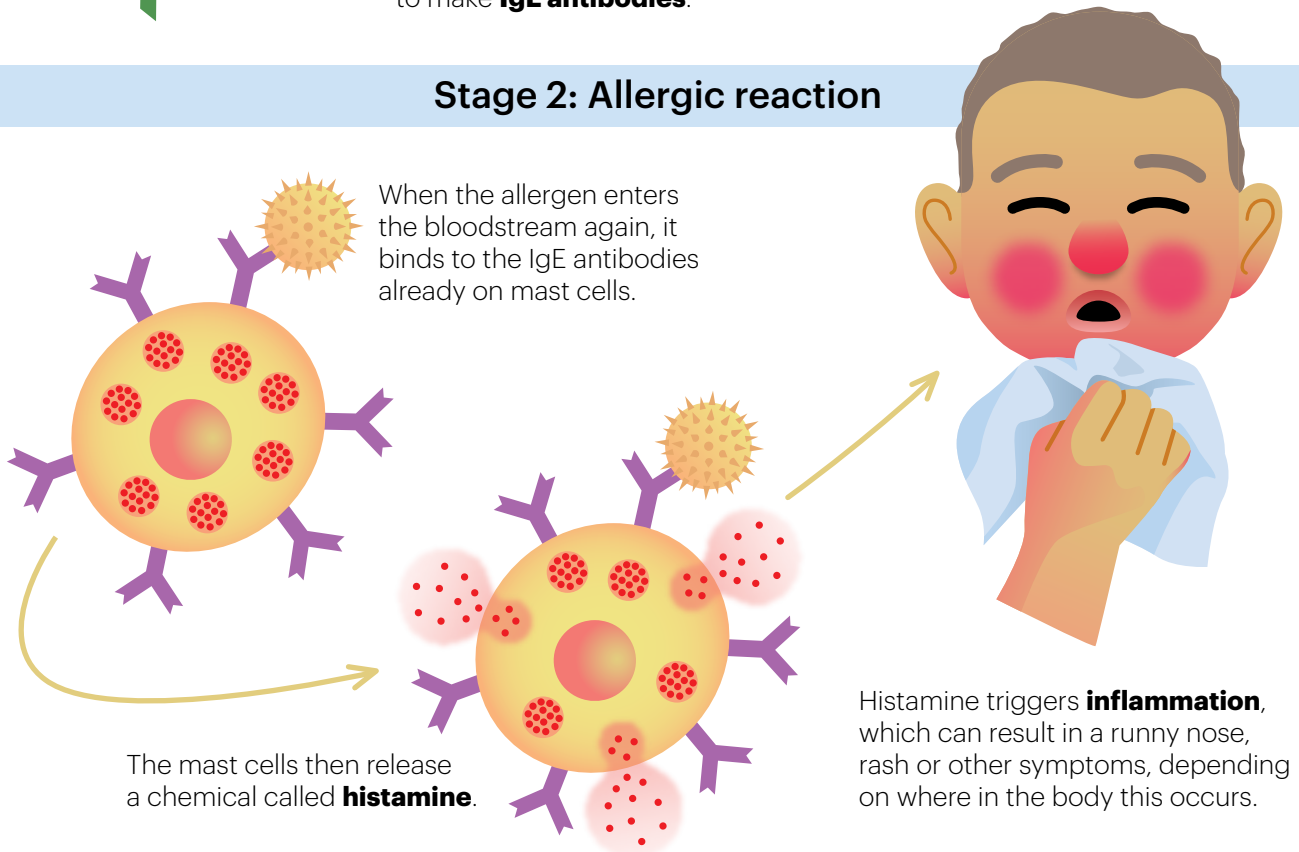 to make IgE antibodies.
Stage 2: Allergic reaction
When the allergen enters
the bloodstream again, it
binds to the IgE antibodies
already on mast cells.
The mast cells then release
a chemical called histamine.
Histamine triggers inflammation,
which can result in a runny nose,
rash or other symptoms, depending
on where in the body this occurs.